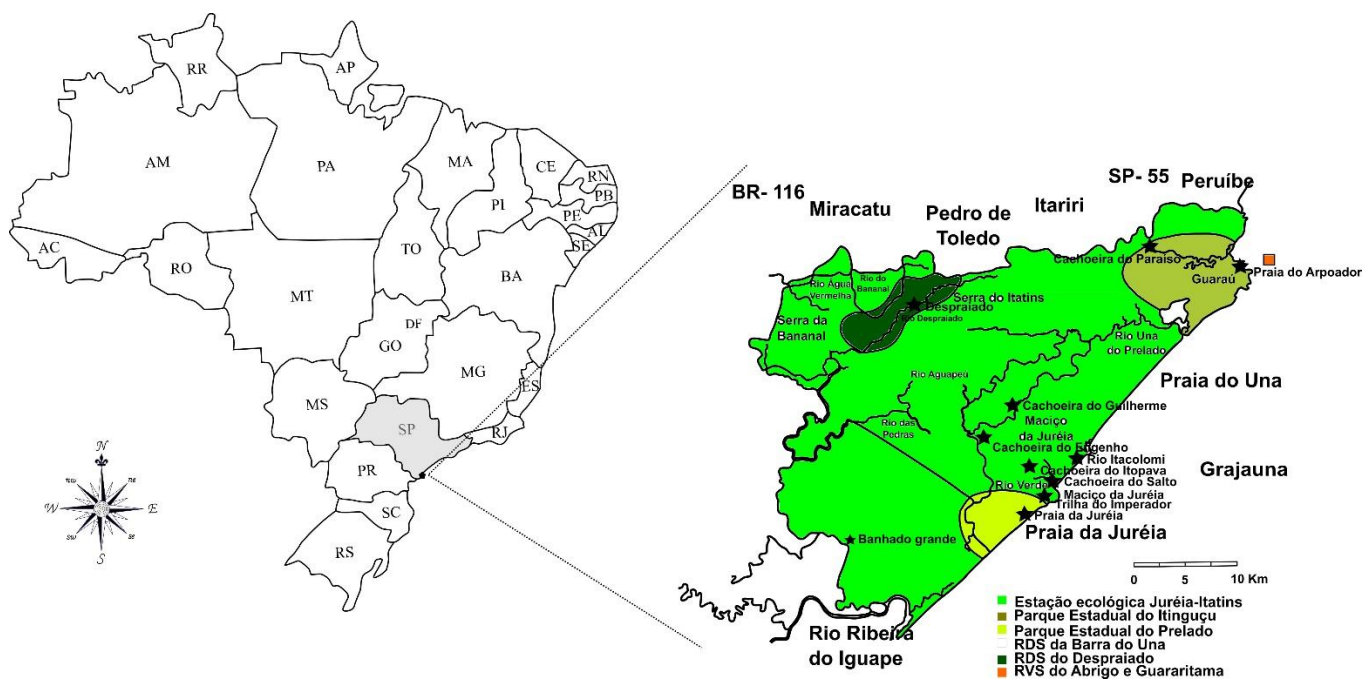 RR
AP
AM
PA
MA
CE
RN
PB
PE
AL
SE
PI
AC
RO
TO
BA
MT
DF
GO
MG
ES
MS
SP
RJ
PR
SC
RS
N
ne
E
se
S
sw
W
nw
BR- 116
SP- 55
Peruíbe
Miracatu
Pedro de
Toledo
Itariri
Cachoeira do Paraíso
Guaraú
Praia do Arpoador
Rio Água
Vermelha
Rio do
Bananal
Serra do Itatins
Despraiado
Rio Despraiado
Serra da
Bananal
Rio Una
do Prelado
Rio Aguapeu
Praia do Una
Cachoeira do Guilherme
Maciço
da Juréia
Rio das
Pedras
Cachoeira do Engenho
Rio Itacolomi
Cachoeira do Itopava
Grajauna
Cachoeira do Salto
Rio Verde
Maciço da Juréia
Trilha do Imperador
Praia da Juréia
Praia da Juréia
Banhado grande
0 5 10 Km
Rio Ribeira
do Iguape
Estação ecológica Juréia-Itatins
Parque Estadual do Itinguçu
Parque Estadual do Prelado
RDS da Barra do Una
RDS do Despraiado
RVS do Abrigo e Guararitama